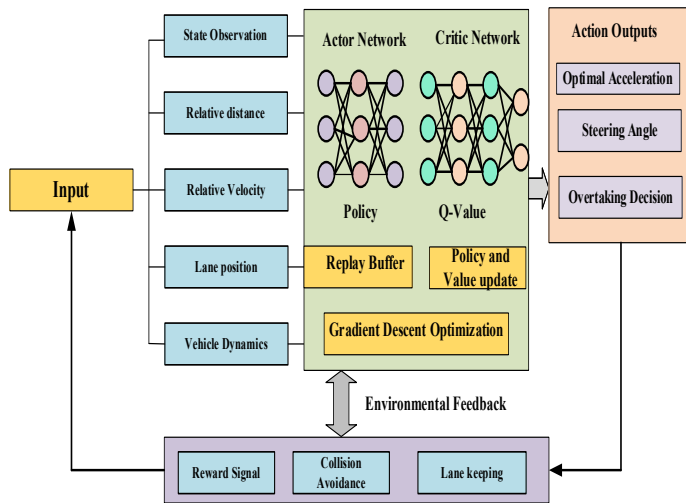 Input
State Observation
Relative distance
Relative Velocity
Lane position
Vehicle Dynamics
Actor Network
Critic Network
Policy
Q-Value
Replay Buffer
Policy and
Value update
Gradient Descent Optimization
Action Outputs
Optimal Acceleration
Steering Angle
Overtaking Decision
Environmental Feedback
Reward Signal
Collision
Avoidance
Lane keeping